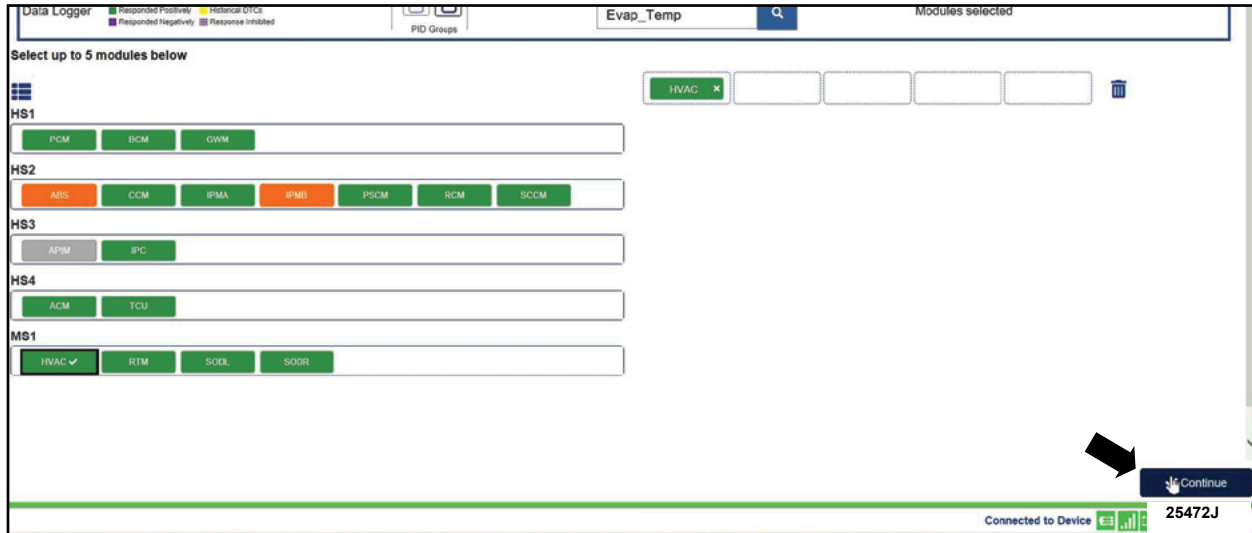 Data Logger
Responded Positively
Historical DTCs
Responded Negatively
Response Inhibited
PID Groups
Evap_Temp
Modules selected
Select up to 5 modules below
HVAC ×
HS1
PCM BCM GWM
HS2
ABS CCM IPMA IPMB PSCM RCM SCCM
HS3
APIM IPC
HS4
ACM TCU
MS1
HVAC RTM SODL SODR
Continue
Connected to Device
25472J